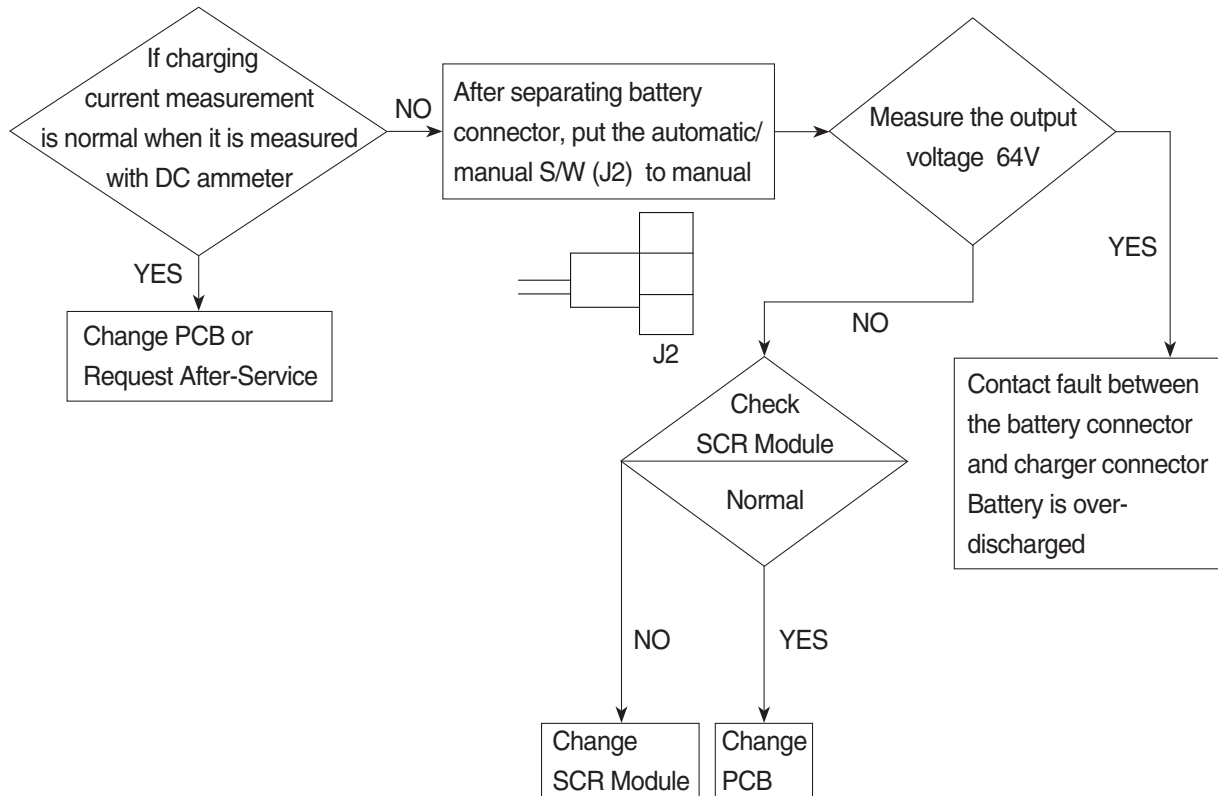 If charging
current measurement
is normal when it is measured
with DC ammeter
NO
After separating battery
connector, put the automatic/
manual S/W (J2) to manual
Measure the output
voltage 64V
YES
Change PCB or
Request After-Service
J2
NO
YES
Check
SCR Module
Normal
Contact fault between
the battery connector
and charger connector
Battery is over-
discharged
NO
YES
Change
SCR Module
Change
PCB